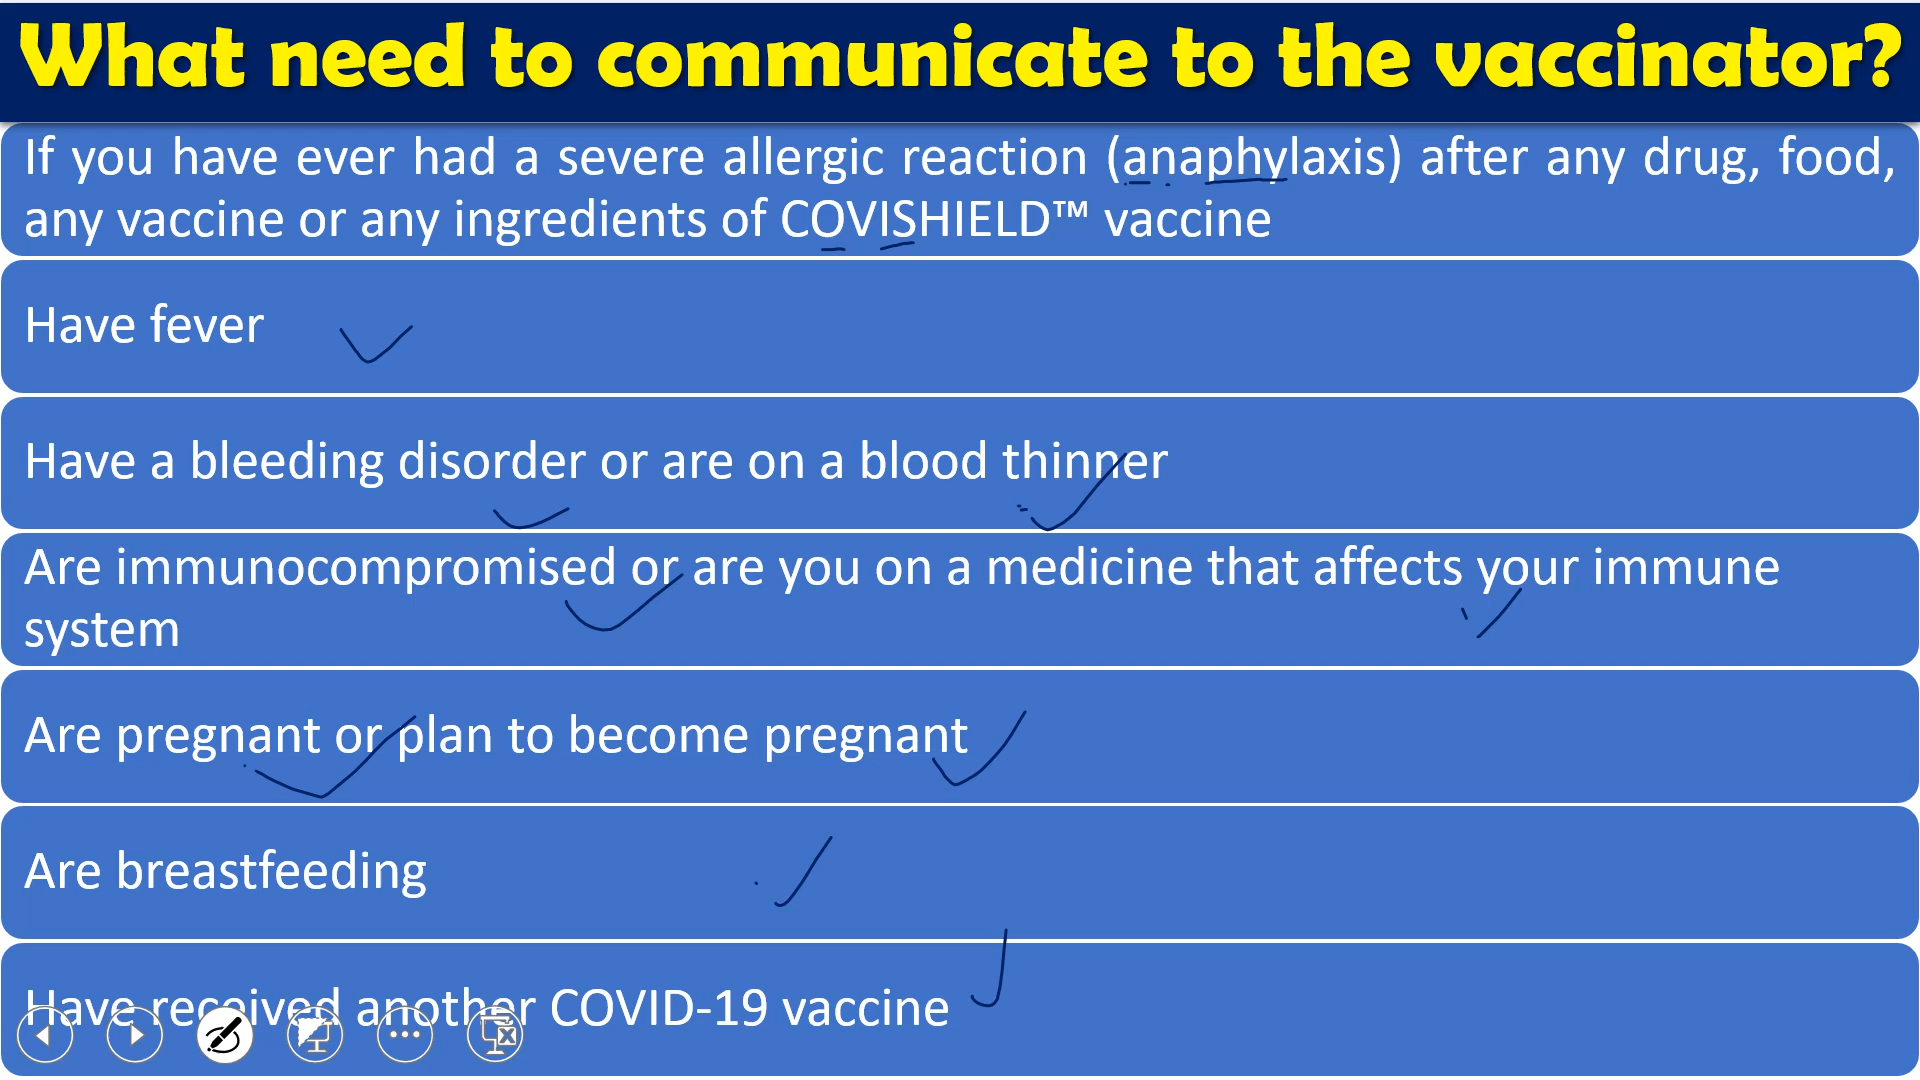 What need to communicate to the vaccinator?
If you have ever had a severe allergic reaction (anaphylaxis) after any drug, food,
any vaccine or any ingredients of COVISHIELD™ vaccine
Have fever
Have a bleeding disorder or are on a blood thinner
Are immunocompromised or are you on a medicine that affects your immune
system
Are pregnant or plan to become pregnant
Are breastfeeding
Have received another COVID-19 vaccine